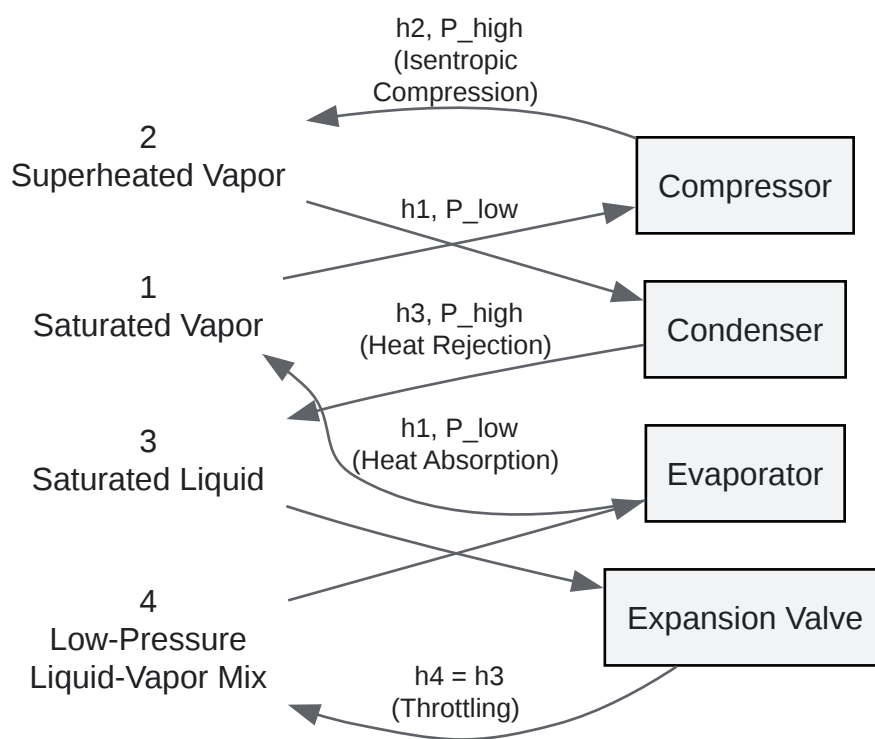 h2, P_high
(Isentropic
Compression)
2
Superheated Vapor
Compressor
h1, P_low
1
Saturated Vapor
h3, P_high
(Heat Rejection)
Condenser
3
Saturated Liquid
h1, P_low
(Heat Absorption)
Evaporator
4
Low-Pressure
Liquid-Vapor Mix
Expansion Valve
h4 = h3
(Throttling)